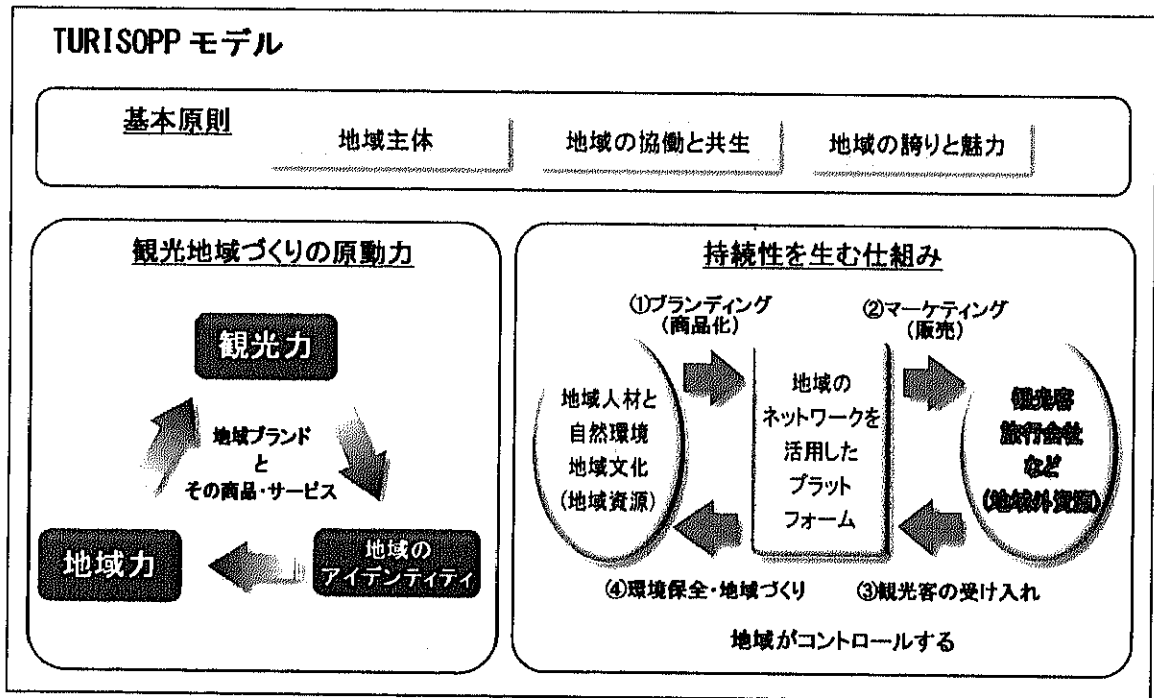 TURISOPP モデル
基本原則
地域主体
地域の協働と共生
地域の誇りと魅力
観光地域づくりの原動力
観光力
地域ブランド
と
その商品・サービス
地域力
地域の
アイデンティティ
持続性を生む仕組み
①ブランディング
(商品化)
②マーケティング
(販売)
地域人材と
自然環境
地域文化
(地域資源)
地域の
ネットワークを
活用した
プラット
フォーム
観光客
旅行会社
など
(地域外資源)
④環境保全・地域づくり
③観光客の受け入れ
地域がコントロールする